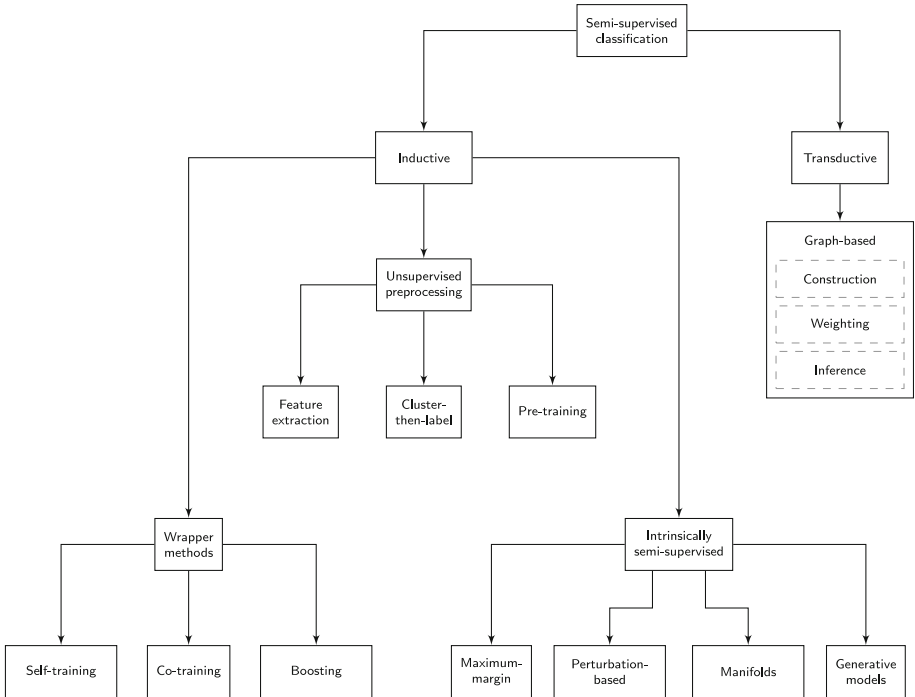 Semi-supervised
classification
Inductive
Transductive
Graph-based
Construction
Weighting
Inference
Unsupervised
preprocessing
Feature
extraction
Cluster-
then-label
Pre-training
Wrapper
methods
Intrinsically
semi-supervised
Self-training
Co-training
Boosting
Maximum-
margin
Perturbation-
based
Manifolds
Generative
models